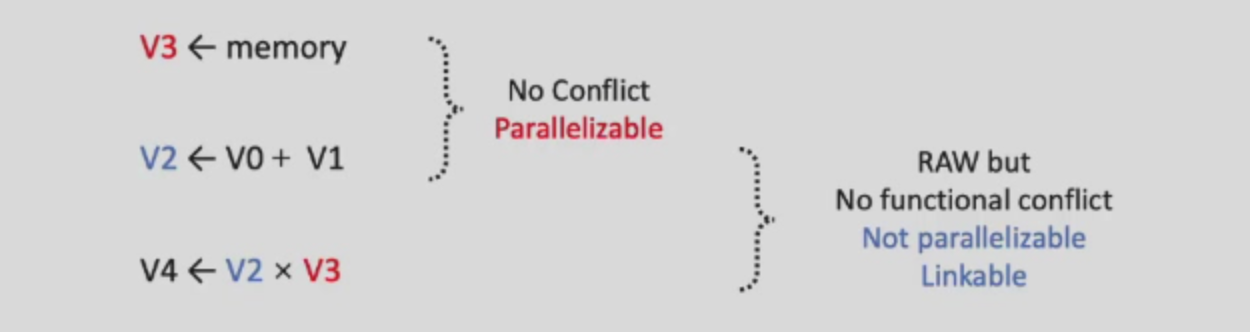 V3 ← memory
No Conflict
Parallelizable
V2 ← V0 + V1
RAW but
No functional conflict
Not parallelizable
Linkable
V4 ← V2 × V3